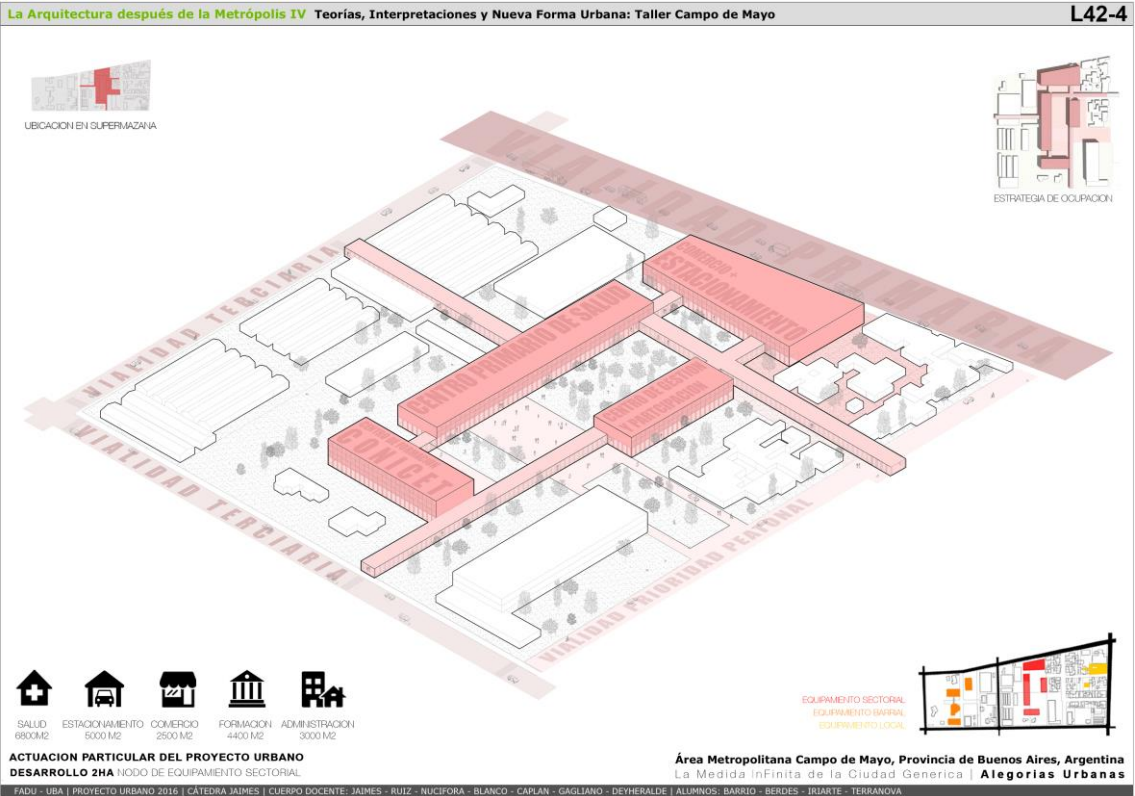 La Arquitectura después de la Metrópolis IV Teorías, Interpretaciones y Nueva Forma Urbana: Taller Campo de Mayo
L42-4
UBICACION EN SUPERMAZANA
ESTRATEGIA DE OCUPACION
VIALIDAD PRIMARIA
VIALIDAD TERCIARIA
COMERCIO +
ESTACIONAMIENTO
CENTRO PRIMARIO DE SALUD
CENTRO DE GESTION
CONICET
VIALIDAD TERCIARIA
VIALIDAD PRIORIDAD PEATONAL
SALUD
6800M2
ESTACIONAMIENTO
5000 M2
COMERCIO
2500 M2
FORMACION
4400 M2
ADMINISTRACION
3000 M2
EQUIPAMIENTO SECTORIAL
EQUIPAMIENTO BARRIAL
EQUIPAMIENTO LOCAL
ACTUACION PARTICULAR DEL PROYECTO URBANO
DESARROLLO 2HA NODO DE EQUIPAMIENTO SECTORIAL
Área Metropolitana Campo de Mayo, Provincia de Buenos Aires, Argentina
La Medida InFinita de la Ciudad Generica | Alegorias Urbanas
FADU - UBA | PROYECTO URBANO 2016 | CÁTEDRA JAIMES | CUERPO DOCENTE: JAIMES - RUIZ - NUCIFORA - BLANCO - CAPLAN - GAGLIANO - DEYHERALDE | ALUMNOS: BARRIO - BERDES - IRIARTE - TERRANOVA